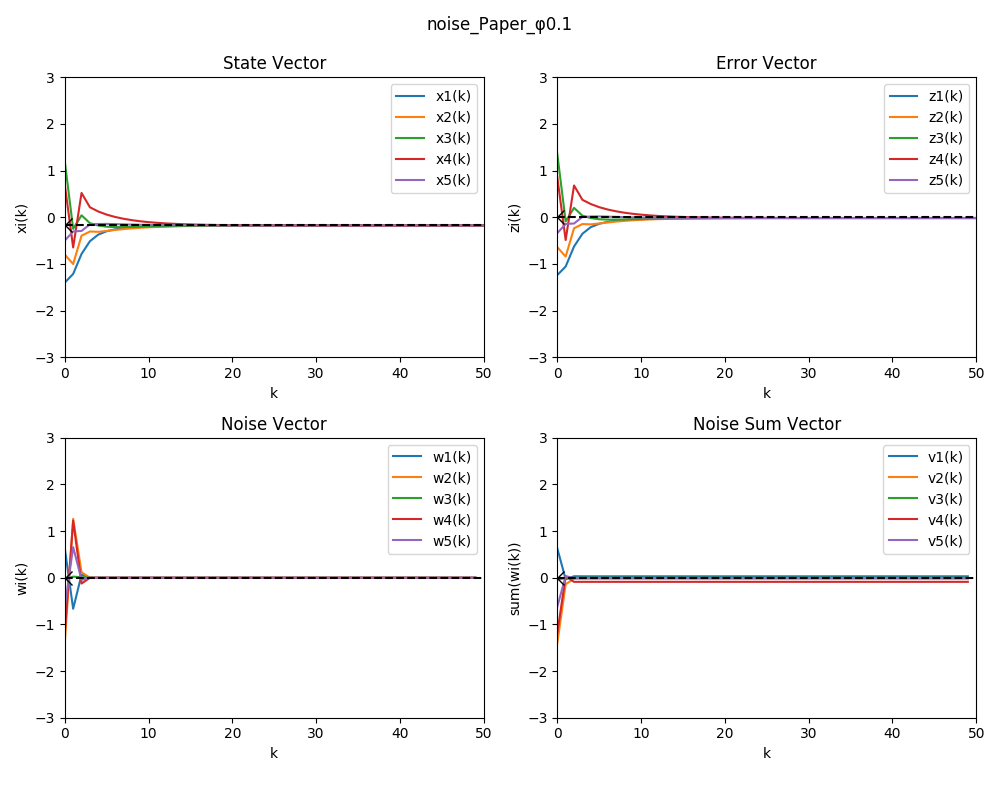 noise_Paper_φ0.1
State Vector
3
2
1
0
−1
−2
−3
xi(k)
0
10
20
30
40
50
k
x1(k)
x2(k)
x3(k)
x4(k)
x5(k)
Error Vector
3
2
1
0
−1
−2
−3
zi(k)
0
10
20
30
40
50
k
z1(k)
z2(k)
z3(k)
z4(k)
z5(k)
Noise Vector
3
2
1
0
−1
−2
−3
wi(k)
0
10
20
30
40
50
k
w1(k)
w2(k)
w3(k)
w4(k)
w5(k)
Noise Sum Vector
3
2
1
0
−1
−2
−3
sum(wi(k))
0
10
20
30
40
50
k
v1(k)
v2(k)
v3(k)
v4(k)
v5(k)